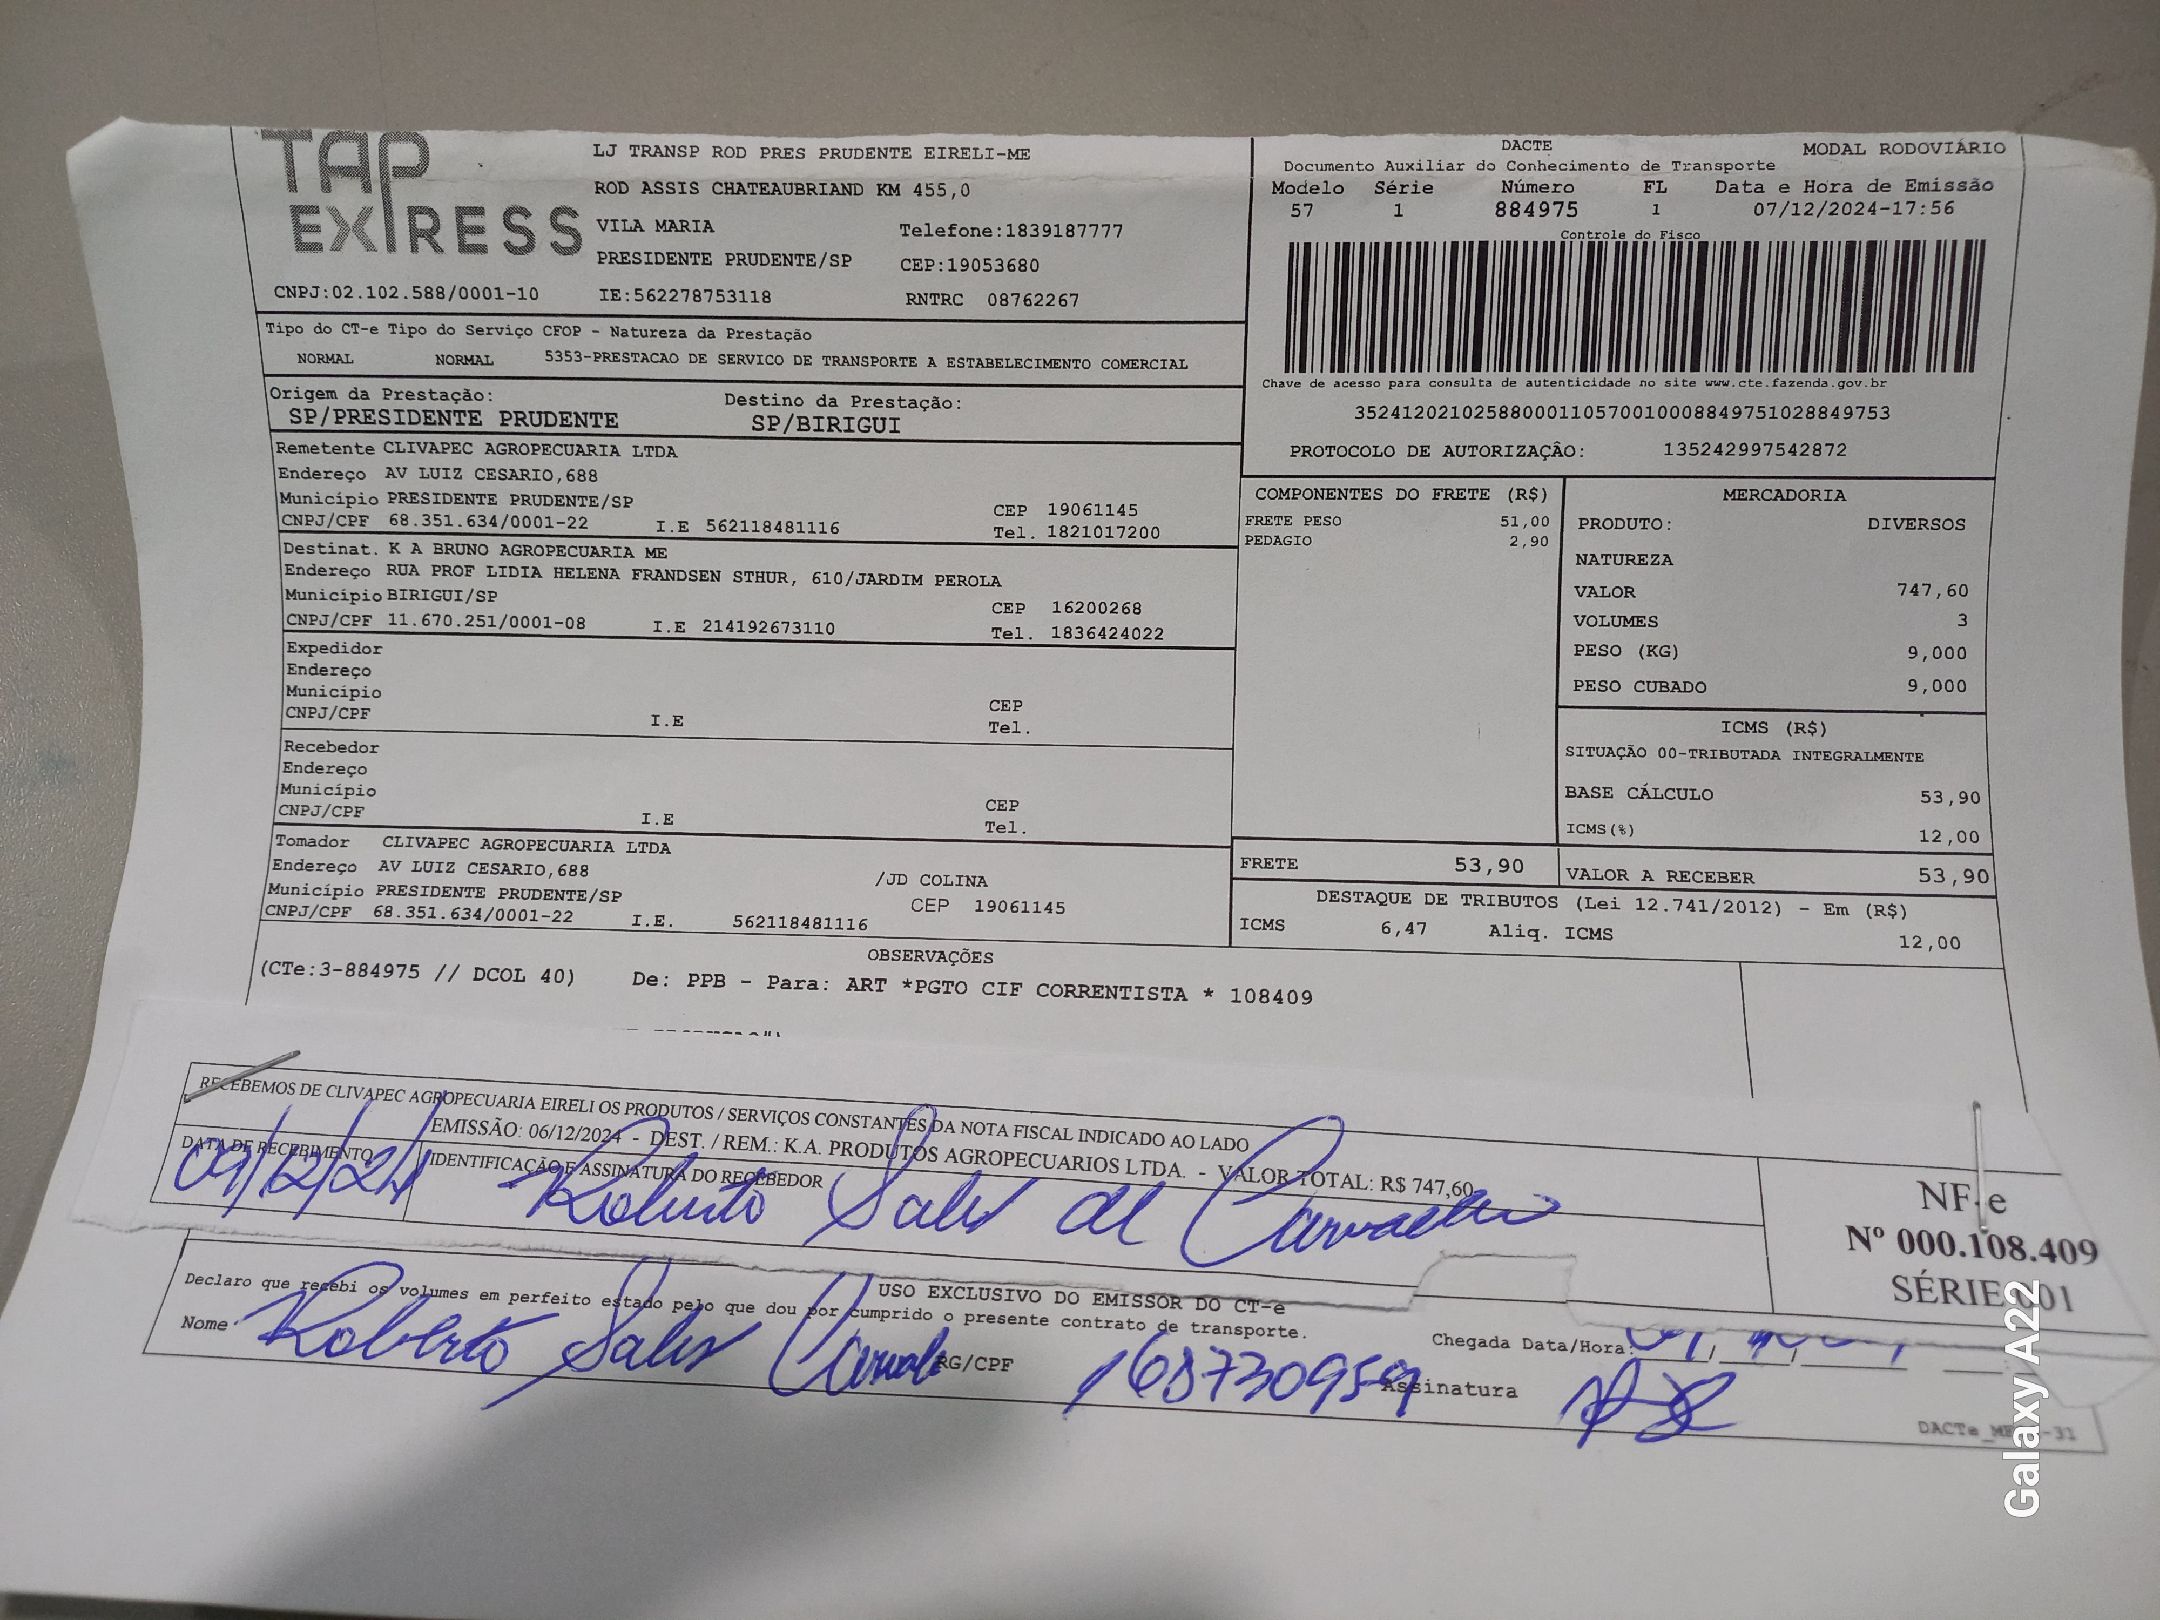 TAP EXPRESS
LJ TRANSP ROD PRES PRUDENTE EIRELI-ME
ROD ASSIS CHATEAUBRIAND KM 455,0
VILA MARIA Telefone:1839187777
PRESIDENTE PRUDENTE/SP CEP:19053680
CNPJ:02.102.588/0001-10 IE:562278753118 RNTRC 08762267
DACTE MODAL RODOVIÁRIO
Documento Auxiliar do Conhecimento de Transporte
Modelo Série Número FL Data e Hora de Emissão
57 1 884975 1 07/12/2024-17:56
Controle do Fisco
Chave de acesso para consulta de autenticidade no site www.cte.fazenda.gov.br
35241202102588000110570010008849751028849753
PROTOCOLO DE AUTORIZAÇÂO: 135242997542872
Tipo do CT-e Tipo do Serviço CFOP - Natureza da Prestação
NORMAL NORMAL 5353-PRESTACAO DE SERVICO DE TRANSPORTE A ESTABELECIMENTO COMERCIAL
Origem da Prestação: Destino da Prestação:
SP/PRESIDENTE PRUDENTE SP/BIRIGUI
Remetente CLIVAPEC AGROPECUARIA LTDA
Endereço AV LUIZ CESARIO,688
Município PRESIDENTE PRUDENTE/SP CEP 19061145
CNPJ/CPF 68.351.634/0001-22 I.E 562118481116 Tel. 1821017200
Destinat. K A BRUNO AGROPECUARIA ME
Endereço RUA PROF LIDIA HELENA FRANDSEN STHUR, 610/JARDIM PEROLA
Município BIRIGUI/SP CEP 16200268
CNPJ/CPF 11.670.251/0001-08 I.E 214192673110 Tel. 1836424022
Expedidor
Endereço
Município CEP
CNPJ/CPF I.E Tel.
Recebedor
Endereço
Município CEP
CNPJ/CPF I.E Tel.
Tomador CLIVAPEC AGROPECUARIA LTDA
Endereço AV LUIZ CESARIO,688 /JD COLINA
Município PRESIDENTE PRUDENTE/SP CEP 19061145
CNPJ/CPF 68.351.634/0001-22 I.E. 562118481116
COMPONENTES DO FRETE (R$)
FRETE PESO 51,00
PEDAGIO 2,90
MERCADORIA
PRODUTO: DIVERSOS
NATUREZA
VALOR 747,60
VOLUMES 3
PESO (KG) 9,000
PESO CUBADO 9,000
ICMS (R$)
SITUAÇÃO 00-TRIBUTADA INTEGRALMENTE
BASE CÁLCULO 53,90
ICMS(%) 12,00
FRETE 53,90 VALOR A RECEBER 53,90
DESTAQUE DE TRIBUTOS (Lei 12.741/2012) - Em (R$)
ICMS 6,47 Aliq. ICMS 12,00
OBSERVAÇÕES
(CTe:3-884975 // DCOL 40) De: PPB - Para: ART *PGTO CIF CORRENTISTA * 108409
RECEBEMOS DE CLIVAPEC AGROPECUARIA EIRELI OS PRODUTOS / SERVIÇOS CONSTANTES DA NOTA FISCAL INDICADO AO LADO
EMISSÃO: 06/12/2024 - DEST. / REM.: K.A. PRODUTOS AGROPECUARIOS LTDA. - VALOR TOTAL: R$ 747,60
DATA DE RECEBIMENTO IDENTIFICAÇÃO E ASSINATURA DO RECEBEDOR
09/12/24 Roberto Sales de Carvalho
NF-e
Nº 000.108.409
SÉRIE 001
USO EXCLUSIVO DO EMISSOR DO CT-e
Declaro que recebi os volumes em perfeito estado pelo que dou por cumprido o presente contrato de transporte.
Nome Roberto Sales Carvalho RG/CPF 168730959 Chegada Data/Hora:
Assinatura
Galaxy A22